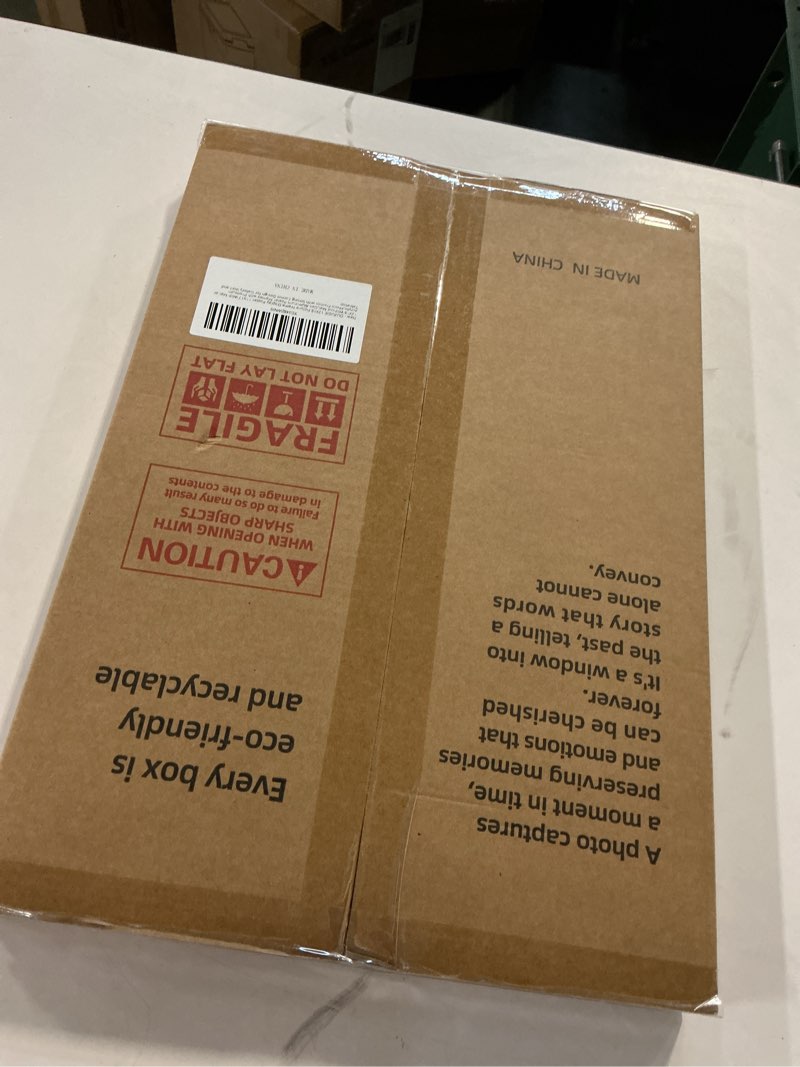 A photo captures
a moment in time,
preserving memories
and emotions that
can be cherished
forever.
It's a window into
the past, telling a
story that words
alone cannot
convey.
MADE IN CHINA
Every box is
eco-friendly
and recyclable
CAUTION
WHEN OPENING WITH
SHARP OBJECTS
Failure to do so many result
in damage to the contents
FRAGILE
DO NOT LAY FLAT
MADE IN CHINA